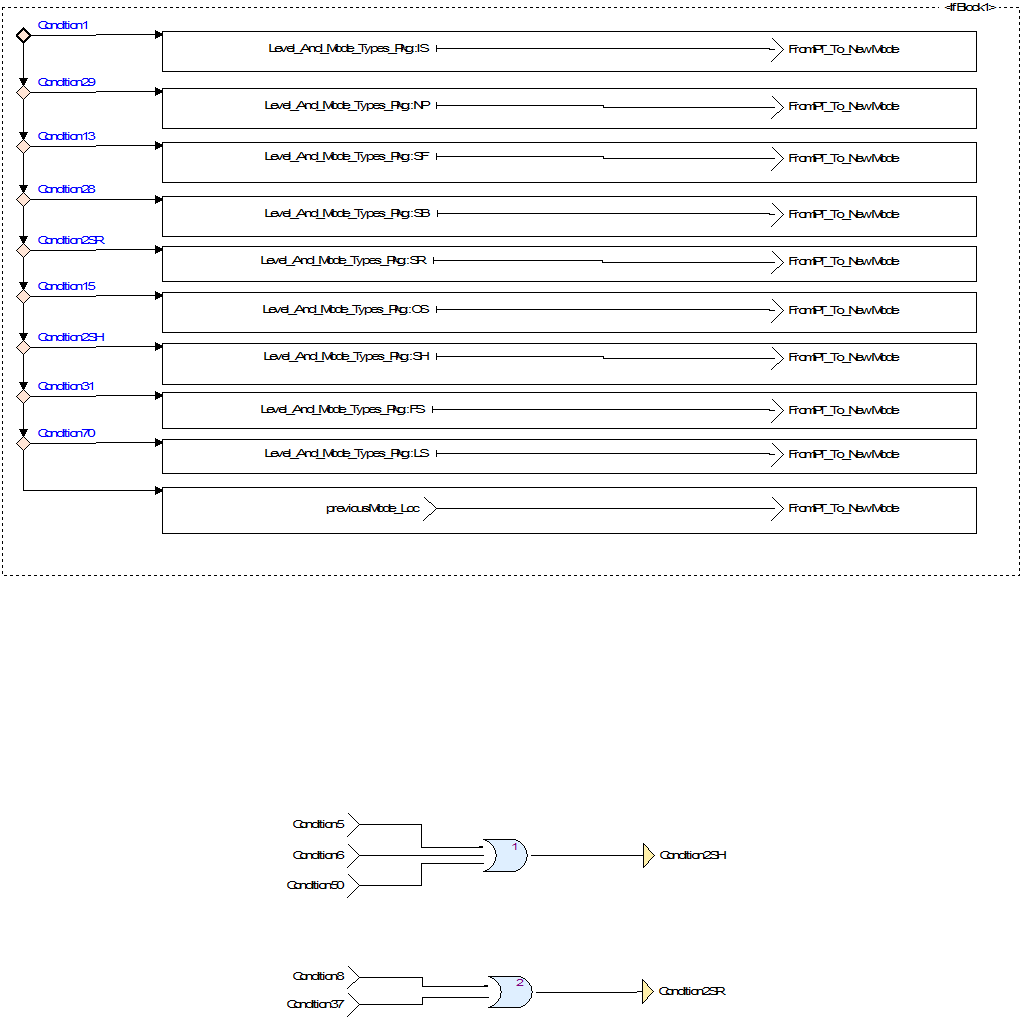 <If Block1>
Condition1
Level_And_Mode_Types_Pkg::IS FromPT_To_NewMode
Condition29
Level_And_Mode_Types_Pkg::NP FromPT_To_NewMode
Condition13
Level_And_Mode_Types_Pkg::SF FromPT_To_NewMode
Condition28
Level_And_Mode_Types_Pkg::SB FromPT_To_NewMode
Condition2SR
Level_And_Mode_Types_Pkg::SR FromPT_To_NewMode
Condition15
Level_And_Mode_Types_Pkg::OS FromPT_To_NewMode
Condition2SH
Level_And_Mode_Types_Pkg::SH FromPT_To_NewMode
Condition31
Level_And_Mode_Types_Pkg::FS FromPT_To_NewMode
Condition70
Level_And_Mode_Types_Pkg::LS FromPT_To_NewMode
previousMode_Loc FromPT_To_NewMode
Condition5
1
Condition6 Condition2SH
Condition50
Condition8
2
Condition2SR
Condition37